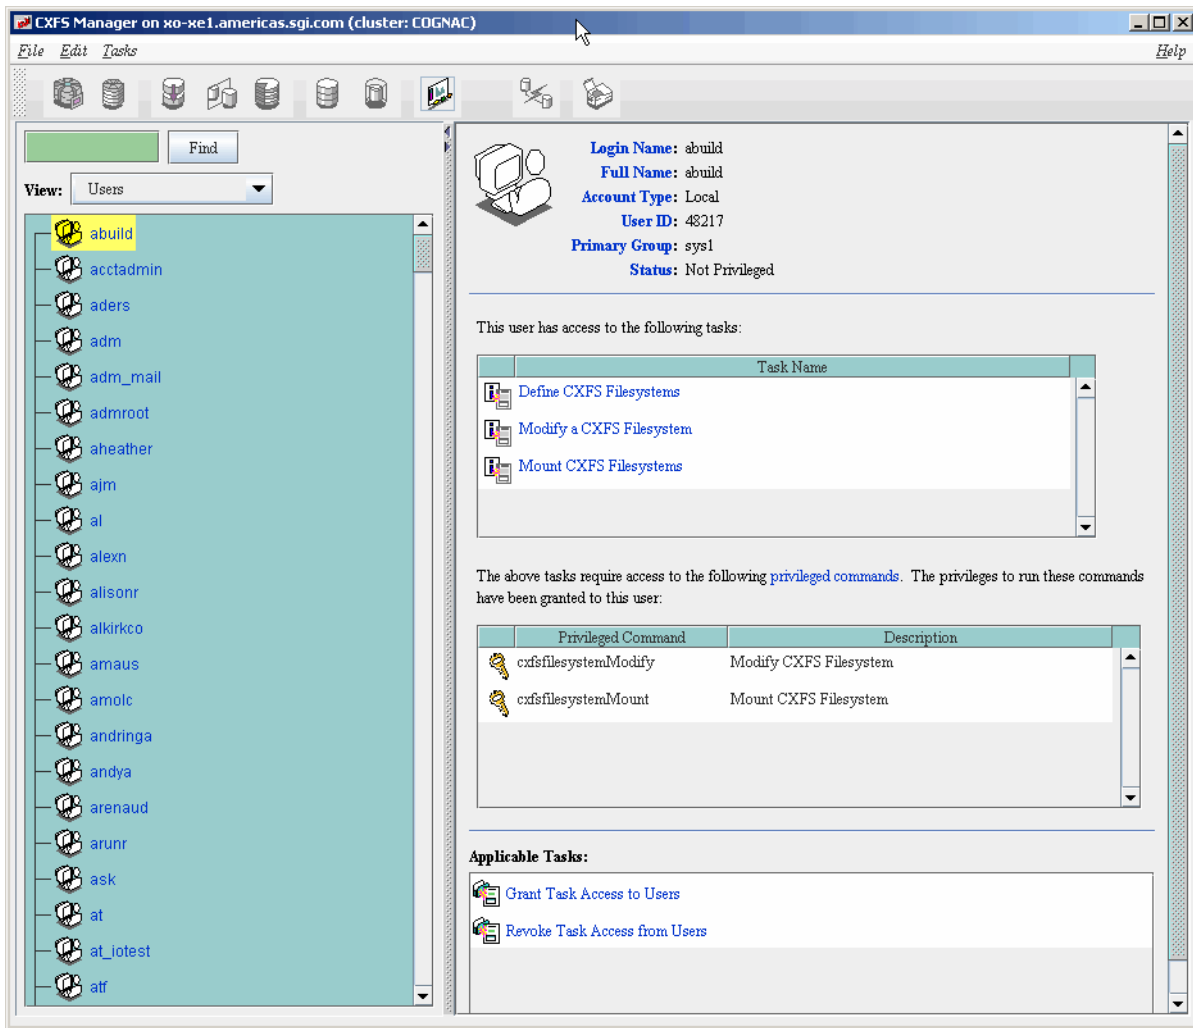 CXFS Manager on xo-xe1.americas.sgi.com (cluster: COGNAC)
File Edit Tasks Help
Find
View: Users
abuild
acctadmin
aders
adm
adm_mail
admroot
aheather
ajm
al
alexn
alisonr
alkirkco
amaus
amolc
andringa
andya
arenaud
arunr
ask
at
at_iotest
atf
Login Name: abuild
Full Name: abuild
Account Type: Local
User ID: 48217
Primary Group: sys1
Status: Not Privileged
This user has access to the following tasks:
Task Name
Define CXFS Filesystems
Modify a CXFS Filesystem
Mount CXFS Filesystems
The above tasks require access to the following privileged commands. The privileges to run these commands
have been granted to this user:
Privileged Command Description
cxfsfilesystemModify Modify CXFS Filesystem
cxfsfilesystemMount Mount CXFS Filesystem
Applicable Tasks:
Grant Task Access to Users
Revoke Task Access from Users